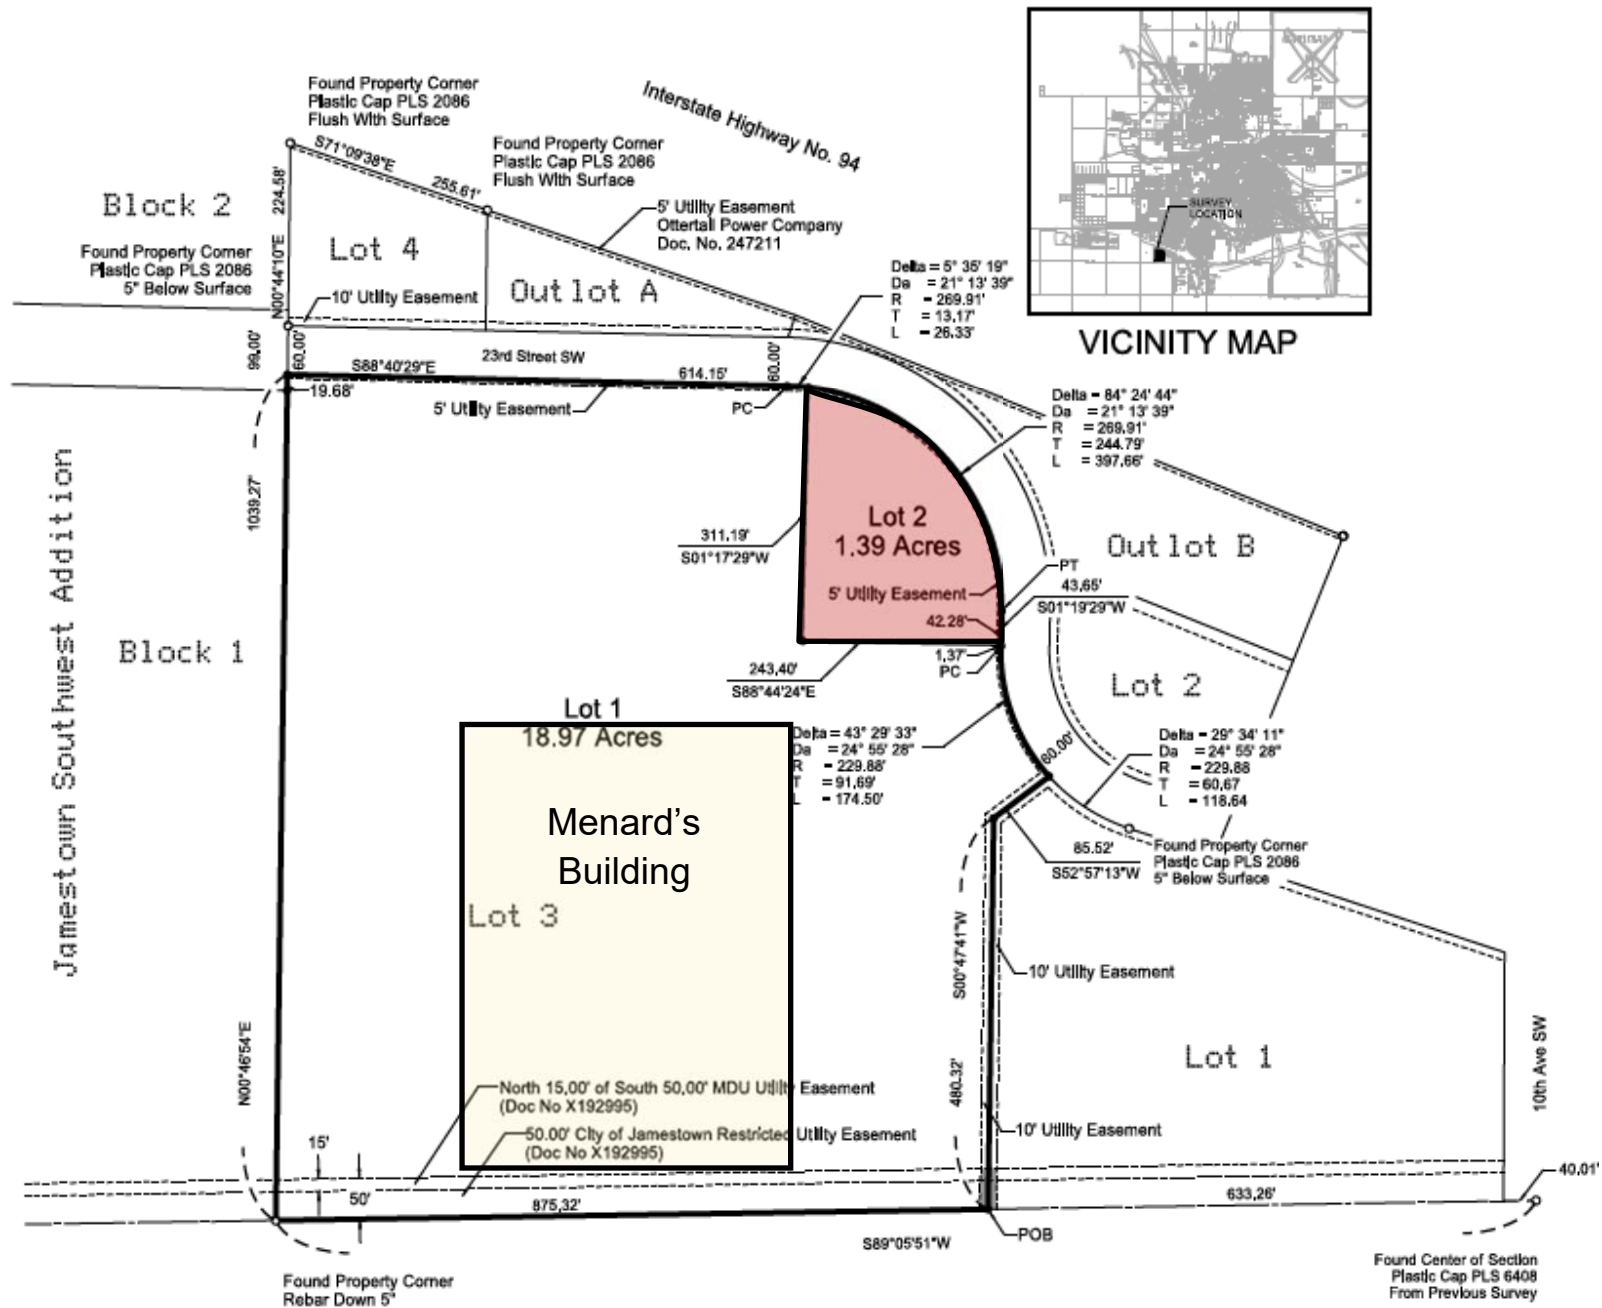 Found Property Corner
Plastic Cap PLS 2086
Flush With Surface
Interstate Highway No. 94
S71°09'38"E
255.61'
Found Property Corner
Plastic Cap PLS 2086
Flush With Surface
5' Utility Easement
Ottertail Power Company
Doc. No. 247211
SURVEY
LOCATION
VICINITY MAP
Block 2
224.58'
N00°44'10"E
Found Property Corner
Plastic Cap PLS 2086
5" Below Surface
Lot 4
10' Utility Easement
Outlot A
Delta = 5° 35' 19"
Da = 21° 13' 39"
R = 269.91'
T = 13.17'
L = 26.33'
99.00'
60.00'
23rd Street SW
60.00'
S88°40'29"E
614.15'
19.68'
5' Utility Easement
PC
Delta = 84° 24' 44"
Da = 21° 13' 39"
R = 269.91'
T = 244.79'
L = 397.66'
Jamestown Southwest Addition
Block 1
1039.27'
N00°46'54"E
311.19'
S01°17'29"W
Lot 2
1.39 Acres
5' Utility Easement
42.28'
Outlot B
PT
43.65'
S01°19'29"W
1.37'
PC
243.40'
S88°44'24"E
Lot 2
Lot 1
18.97 Acres
Delta = 43° 29' 33"
Da = 24° 55' 28"
R = 229.88'
T = 91.69'
L = 174.50'
60.00'
Delta = 29° 34' 11"
Da = 24° 55' 28"
R = 229.88
T = 60.67
L = 118.64
Menard's
Building
Lot 3
85.52'
S52°57'13"W
Found Property Corner
Plastic Cap PLS 2086
5" Below Surface
S00°47'41"W
480.32'
10' Utility Easement
Lot 1
10th Ave SW
North 15.00' of South 50.00' MDU Utility Easement
(Doc No X192995)
50.00' City of Jamestown Restricted Utility Easement
(Doc No X192995)
10' Utility Easement
15'
50'
875.32'
633.26'
40.01'
S89°05'51"W
POB
Found Property Corner
Rebar Down 5"
Found Center of Section
Plastic Cap PLS 6408
From Previous Survey